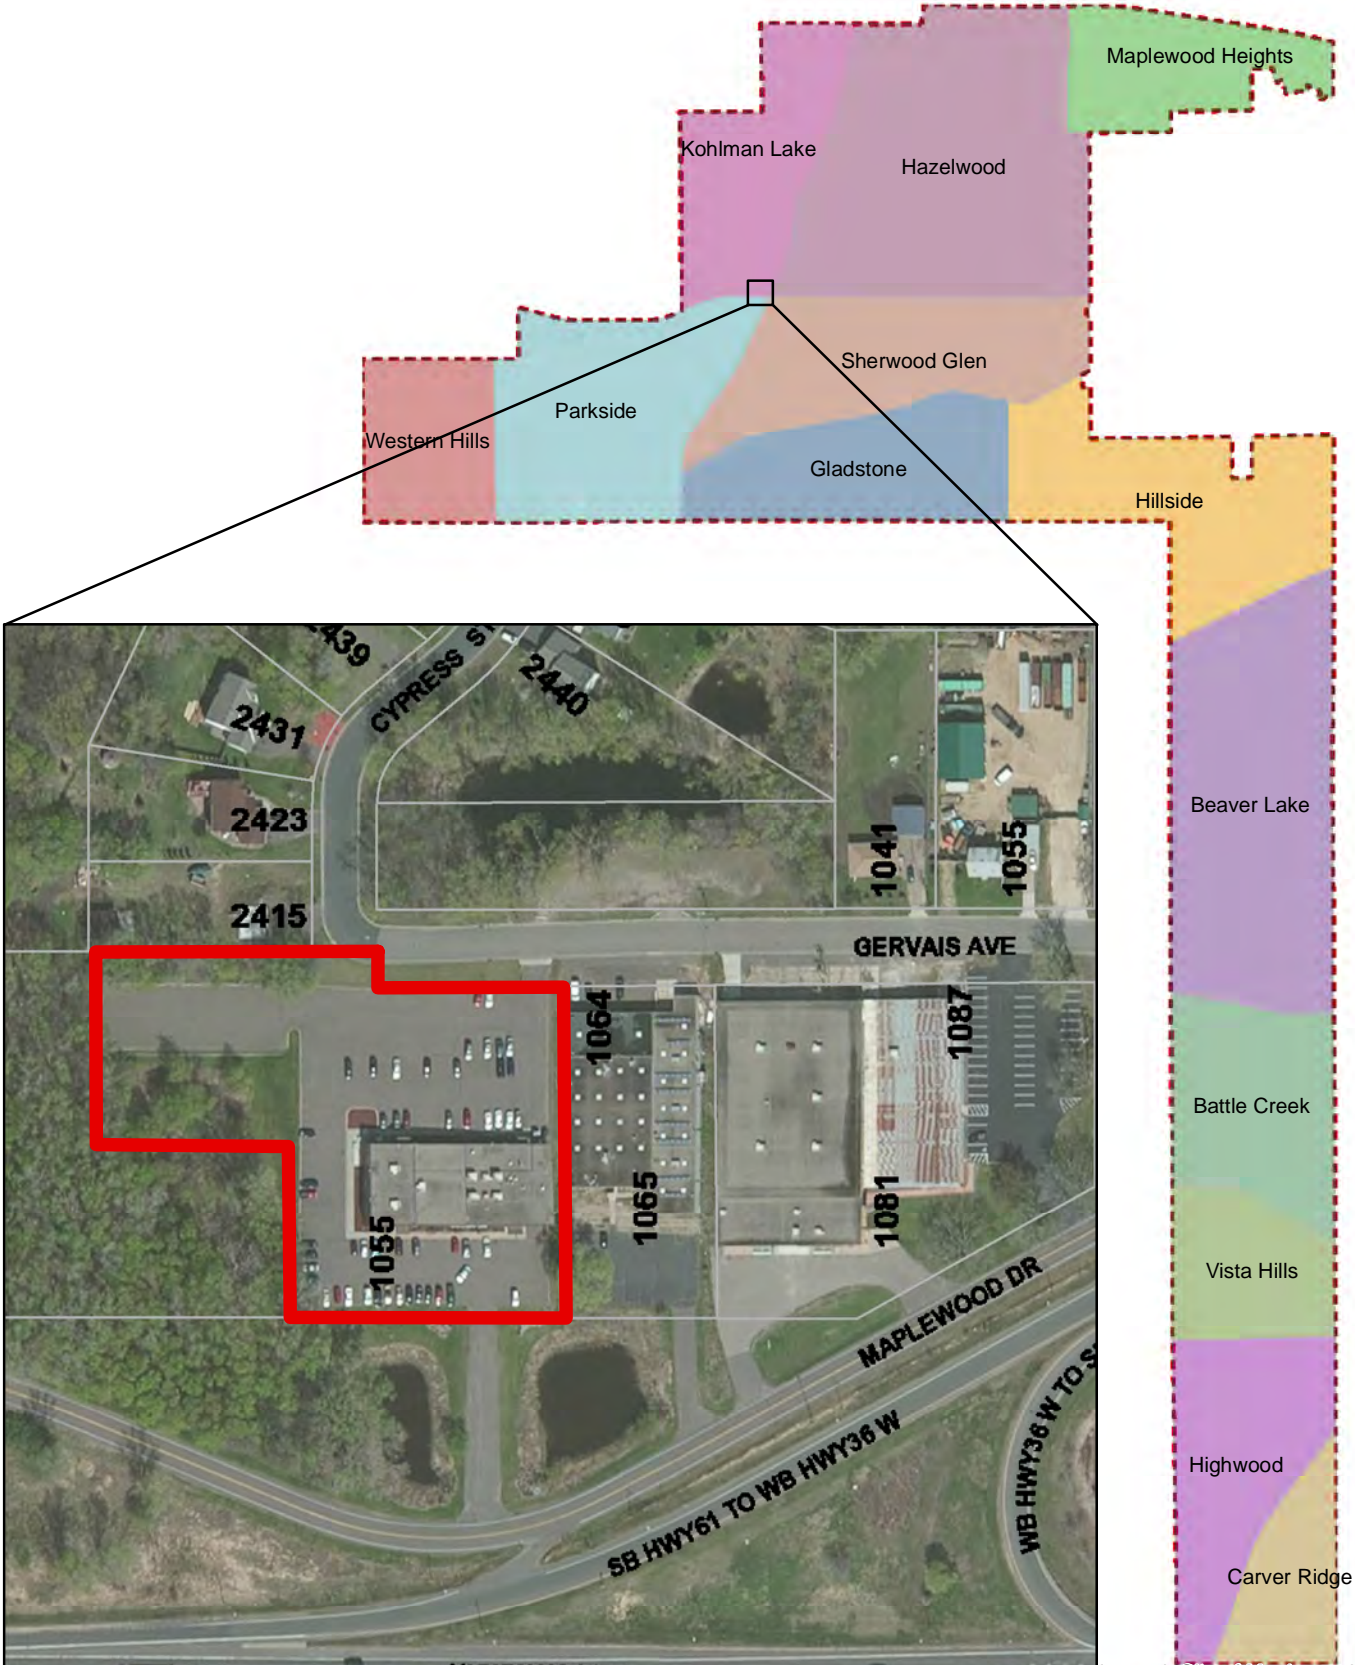 Maplewood Heights
Kohlman Lake
Hazelwood
Sherwood Glen
Parkside
Western Hills
Gladstone
Hillside
Beaver Lake
Battle Creek
Vista Hills
Highwood
Carver Ridge
2439
CYPRESS ST
2440
2431
2423
1041
1055
2415
GERVAIS AVE
1064
1087
1065
1081
1055
MAPLEWOOD DR
SB HWY61 TO WB HWY36 W
WB HWY36 W TO S